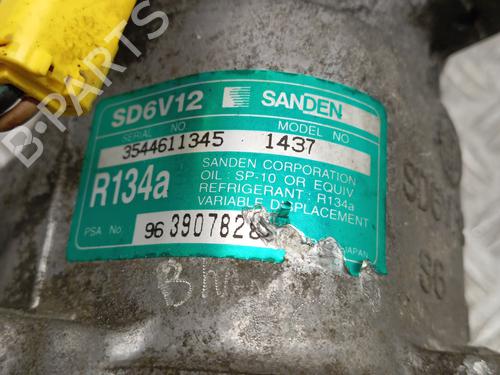 SD6V12 SANDEN
SERIAL NO MODEL NO
3544611345 1437
R134a
SANDEN CORPORATION
OIL : SP-10 OR EQUIV
REFRIGERANT : R134a
VARIABLE DISPLACEMENT
PSA No. 96 3907828
JAPAN
B-PARTS